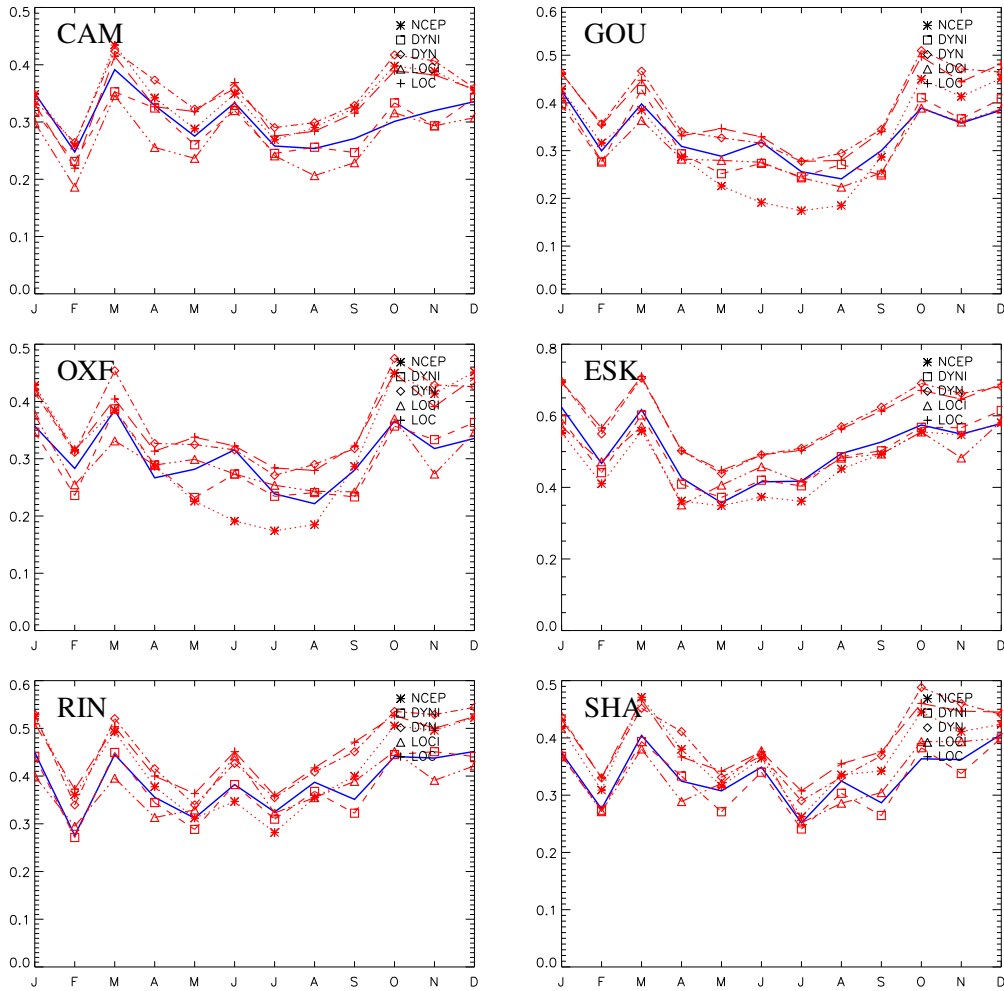 CAM
NCEP
DYNI
DYN
LOCI
LOC
0.5
0.4
0.3
0.2
0.1
0.0
J F M A M J J A S O N D
GOU
NCEP
DYNI
DYN
LOCI
LOC
0.6
0.5
0.4
0.3
0.2
0.1
0.0
J F M A M J J A S O N D
OXF
NCEP
DYNI
DYN
LOCI
LOC
0.5
0.4
0.3
0.2
0.1
0.0
J F M A M J J A S O N D
ESK
NCEP
DYNI
DYN
LOCI
LOC
0.8
0.6
0.4
0.2
0.0
J F M A M J J A S O N D
RIN
NCEP
DYNI
DYN
LOCI
LOC
0.6
0.5
0.4
0.3
0.2
0.1
0.0
J F M A M J J A S O N D
SHA
NCEP
DYNI
DYN
LOCI
LOC
0.5
0.4
0.3
0.2
0.1
0.0
J F M A M J J A S O N D